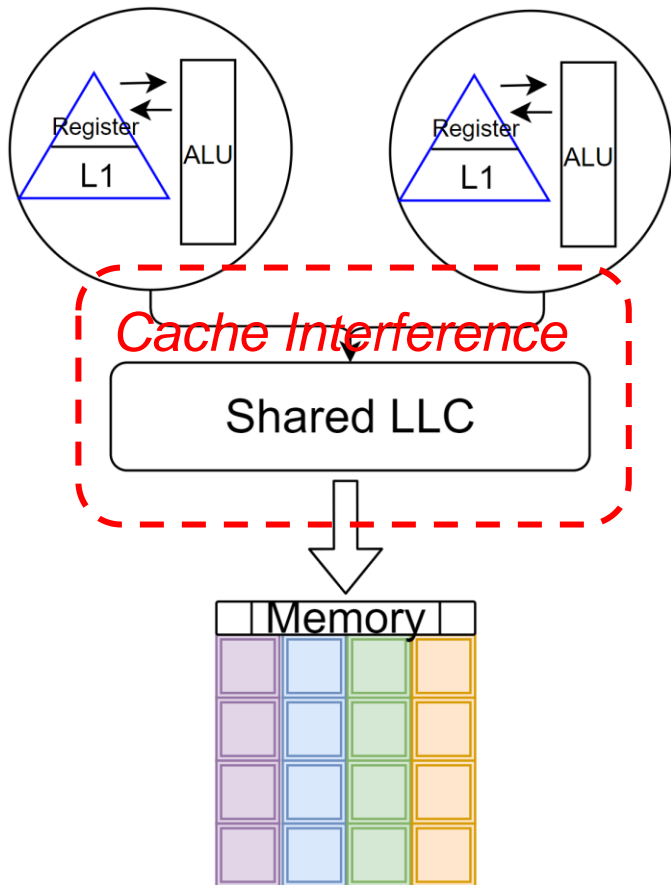 Register
ALU
L1
Register
ALU
L1
Cache Interference
Shared LLC
Memory